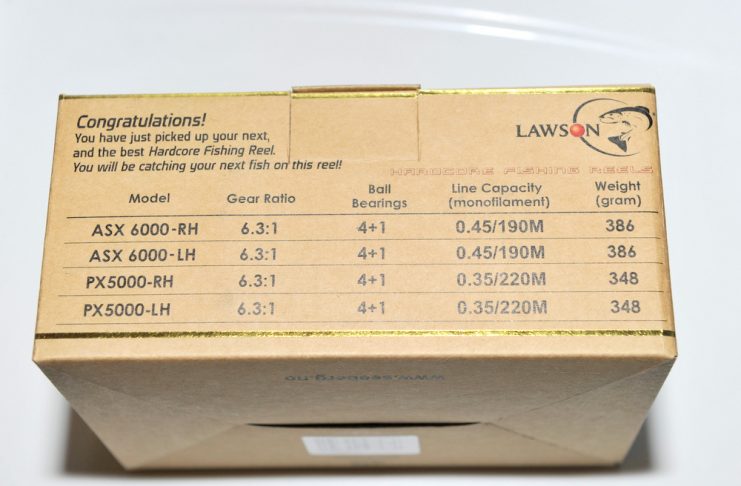 Congratulations!
You have just picked up your next,
and the best Hardcore Fishing Reel.
You will be catching your next fish on this reel!
LAWSON
HARDCORE FISHING REELS
Model Gear Ratio Ball Bearings Line Capacity (monofilament) Weight (gram)
ASX 6000-RH 6.3:1 4+1 0.45/190M 386
ASX 6000-LH 6.3:1 4+1 0.45/190M 386
PX5000-RH 6.3:1 4+1 0.35/220M 348
PX5000-LH 6.3:1 4+1 0.35/220M 348
www.seeberg.no